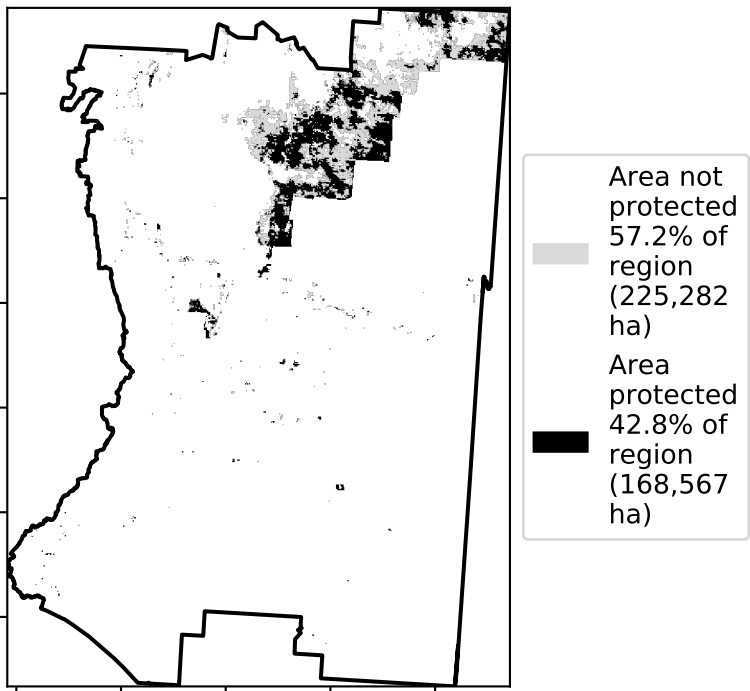 Area not
protected
57.2% of
region
(225,282
ha)
Area
protected
42.8% of
region
(168,567
ha)